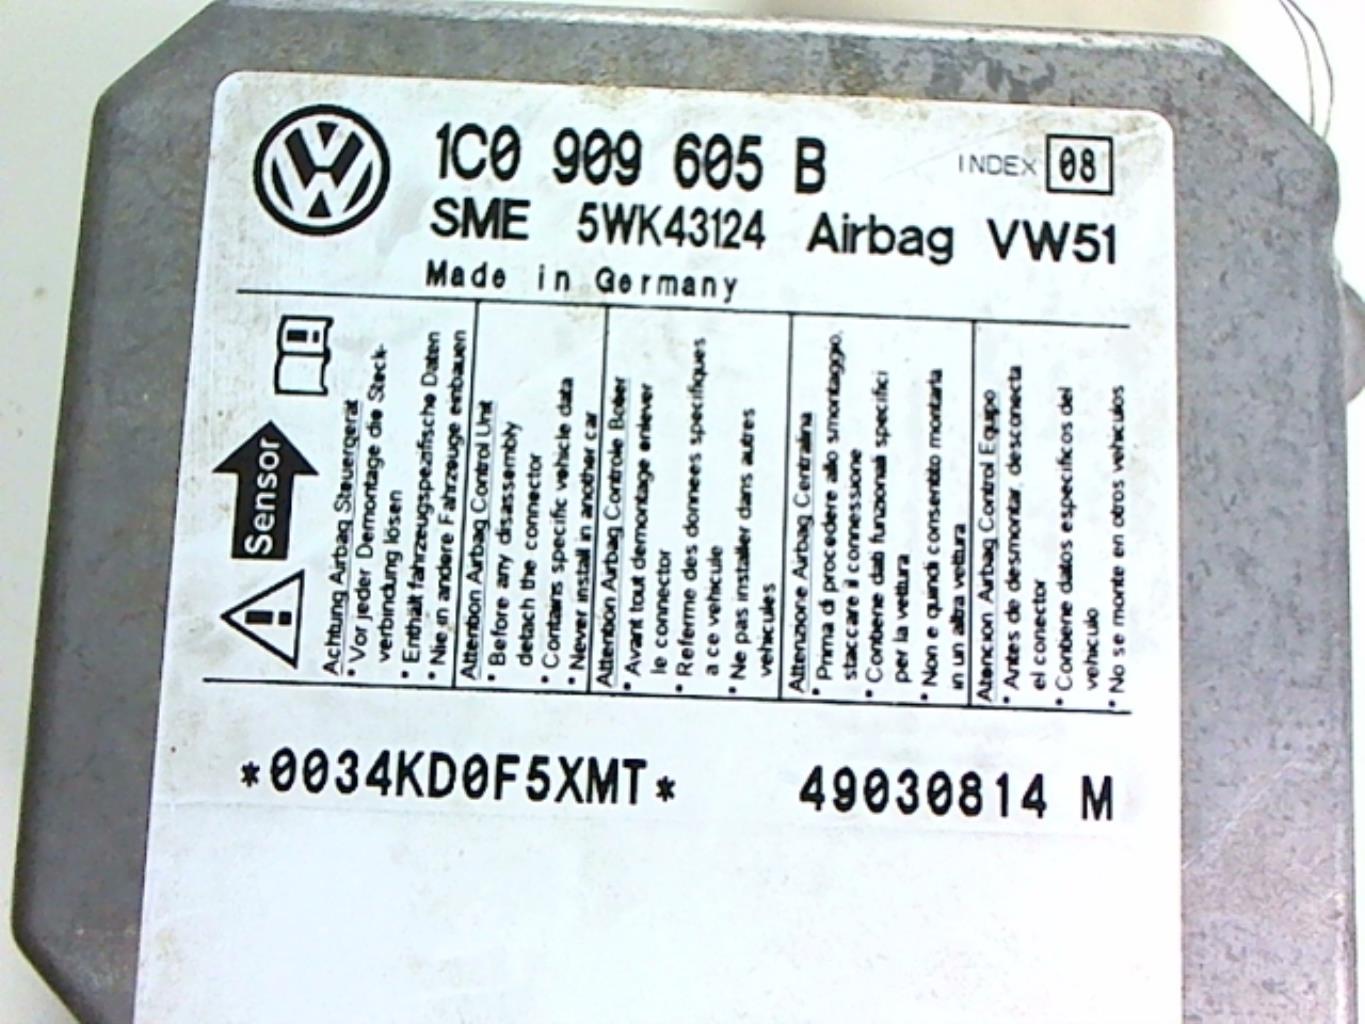 1C0 909 605 B INDEX 08
SME 5WK43124 Airbag VW51
Made in Germany
Sensor
Achtung Airbag Steuergerät
• Vor jeder Demontage die Steck-
verbindung lösen
• Enthält fahrzeugspezifische Daten
• Nie in andere Fahrzeuge einbauen
Attention Airbag Control Unit
• Before any disassembly
detach the connector
• Contains specific vehicle data
• Never install in another car
Attention Airbag Controle Boitier
• Avant tout demontage enlever
le connector
• Referme des donnees specifiques
a ce vehicule
• Ne pas installer dans autres
vehicules
Attenzione Airbag Centralina
• Prima di procedere allo smontaggio,
staccare il connessione
• Contiene dati funzionali specifici
per la vettura
• Non e quindi consentito montarla
in un altra vettura
Atencion Airbag Control Equipo
• Antes de desmontar, desconecta
el conector
• Contiene datos especificos del
vehiculo
• No se monte en otros vehiculos
*0034KD0F5XMT* 49030814 M